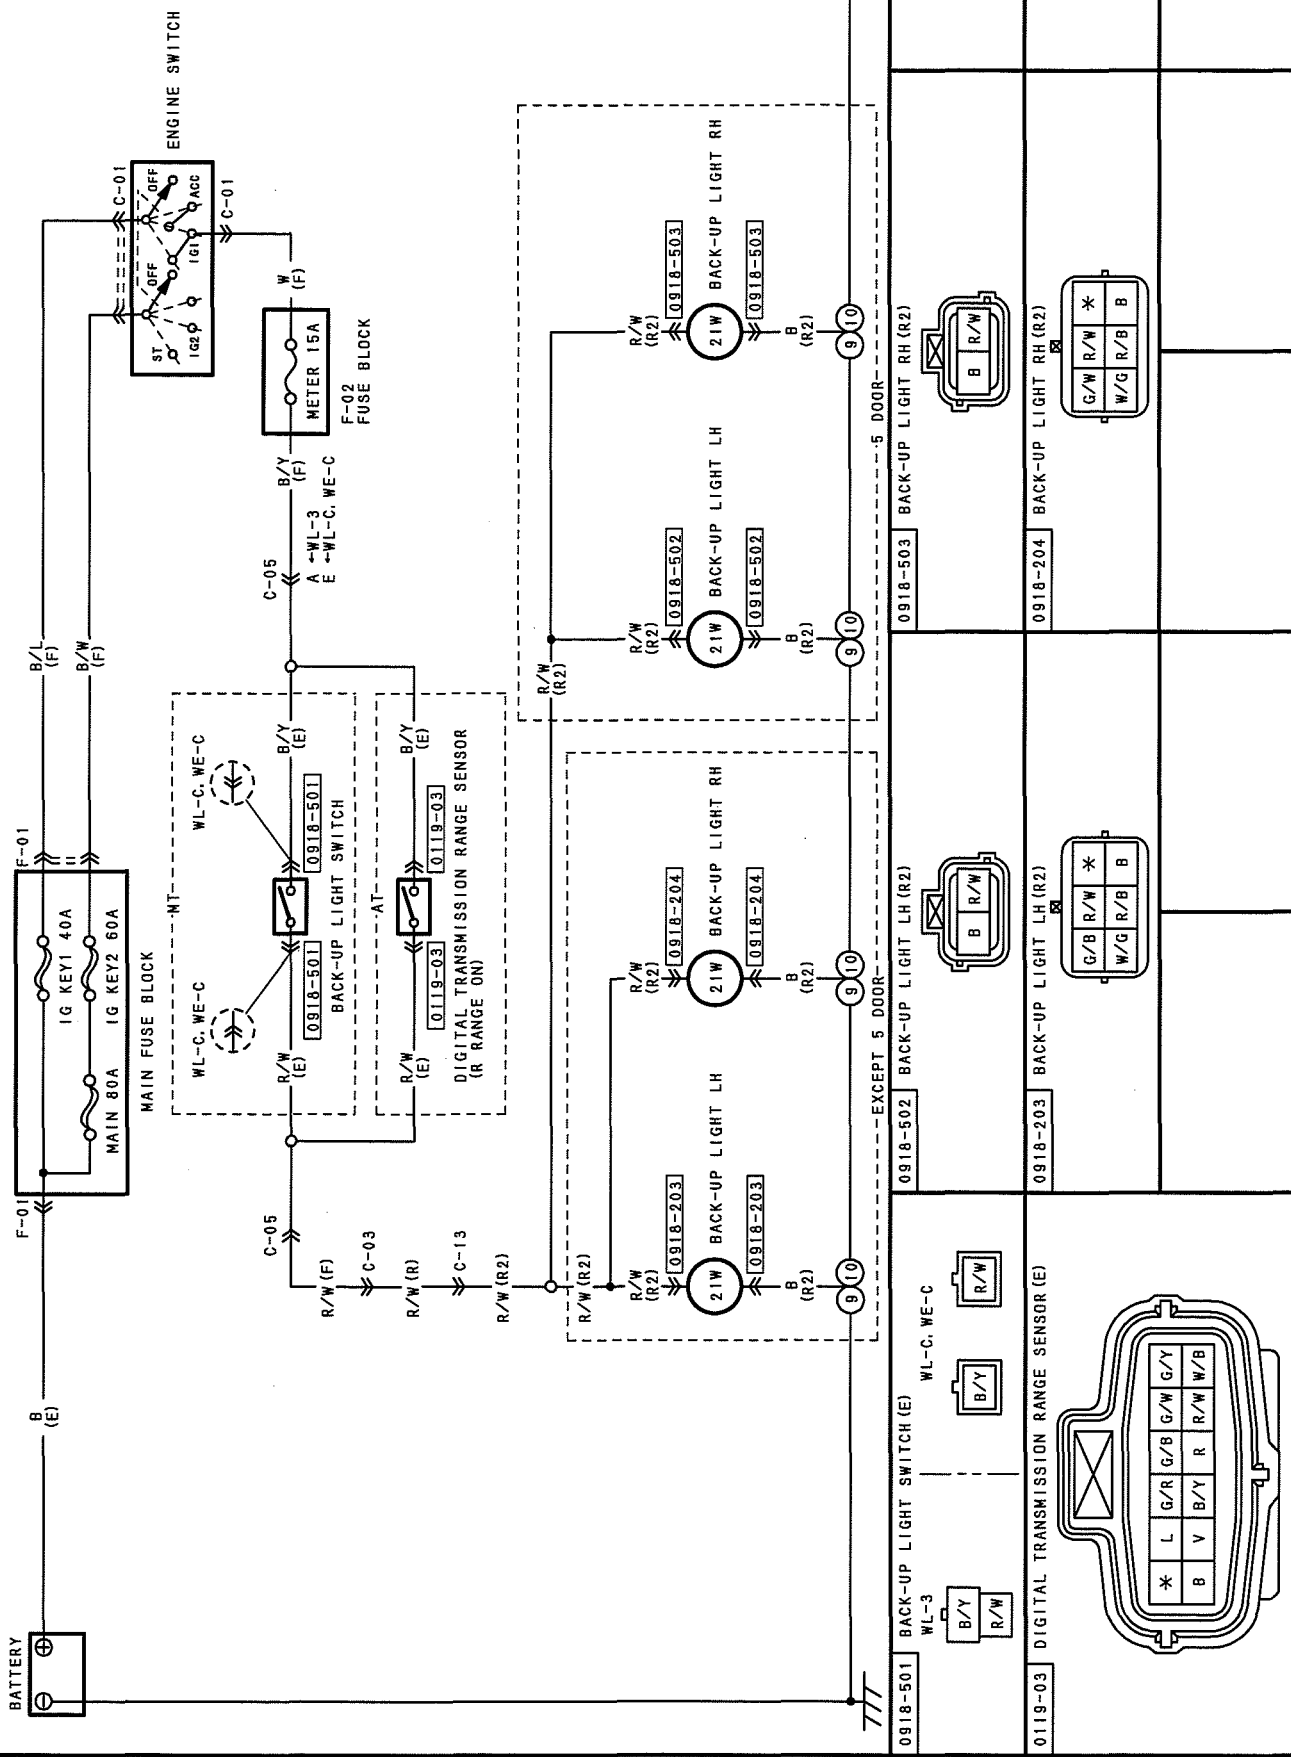 BATTERY
B
(E)
F-01
MAIN 80A
IG KEY1 40A
IG KEY2 60A
MAIN FUSE BLOCK
F-01
B/L
(F)
B/W
(F)
C-01
ENGINE SWITCH
ST
IG2
OFF
IG1
ACC
OFF
C-01
W
(F)
METER 15A
F-02
FUSE BLOCK
B/Y
(F)
C-05
A ←WL-3
E ←WL-C, WE-C
MT
WL-C, WE-C
WL-C, WE-C
B/Y
(E)
0918-501
0918-501
BACK-UP LIGHT SWITCH
R/W
(E)
AT
B/Y
(E)
0119-03
0119-03
DIGITAL TRANSMISSION RANGE SENSOR
(R RANGE ON)
R/W
(E)
C-05
R/W (F)
C-03
R/W (R)
C-13
R/W (R2)
R/W (R2)
R/W
(R2)
R/W
(R2)
0918-203
21W
BACK-UP LIGHT LH
0918-203
B
(R2)
9
10
R/W
(R2)
0918-204
21W
BACK-UP LIGHT RH
0918-204
B
(R2)
9
10
EXCEPT 5 DOOR
R/W
(R2)
0918-502
21W
BACK-UP LIGHT LH
0918-502
B
(R2)
9
10
R/W
(R2)
0918-503
21W
BACK-UP LIGHT RH
0918-503
B
(R2)
9
10
5 DOOR
0918-501 BACK-UP LIGHT SWITCH (E)
WL-3
WL-C, WE-C
B/Y
R/W
B/Y
R/W
0918-502 BACK-UP LIGHT LH (R2)
B R/W
0918-503 BACK-UP LIGHT RH (R2)
B R/W
0119-03 DIGITAL TRANSMISSION RANGE SENSOR (E)
* L G/R G/B G/W G/Y
B V B/Y R R/W W/B
0918-203 BACK-UP LIGHT LH (R2)
G/B R/W *
W/G R/B B
0918-204 BACK-UP LIGHT RH (R2)
G/W R/W *
W/G R/B B